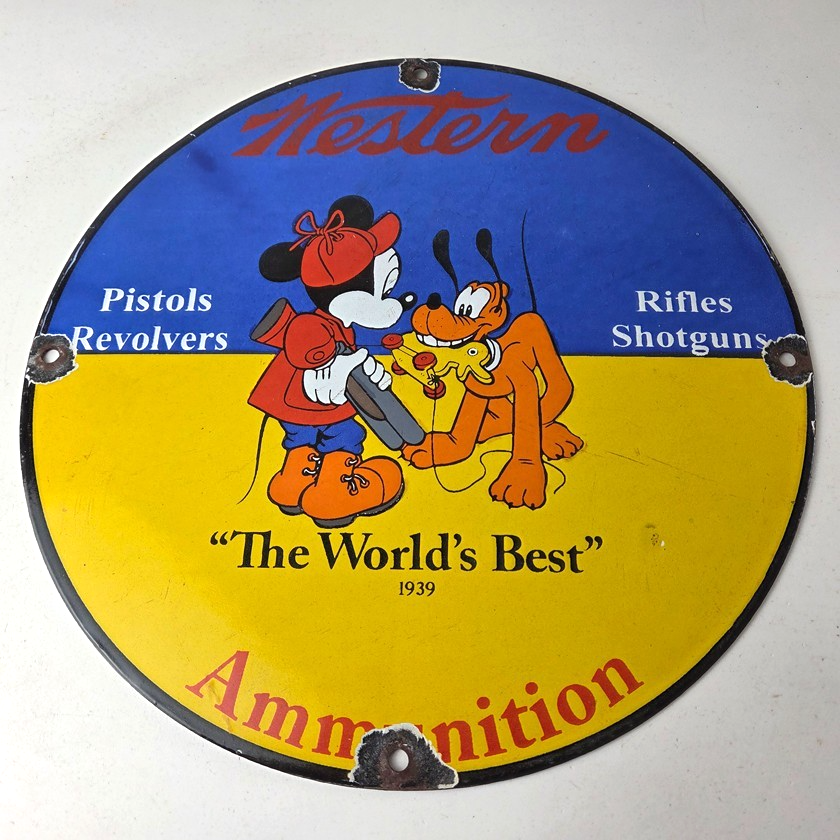 Western
Pistols
Revolvers
Rifles
Shotguns
“The World’s Best”
1939
Ammunition